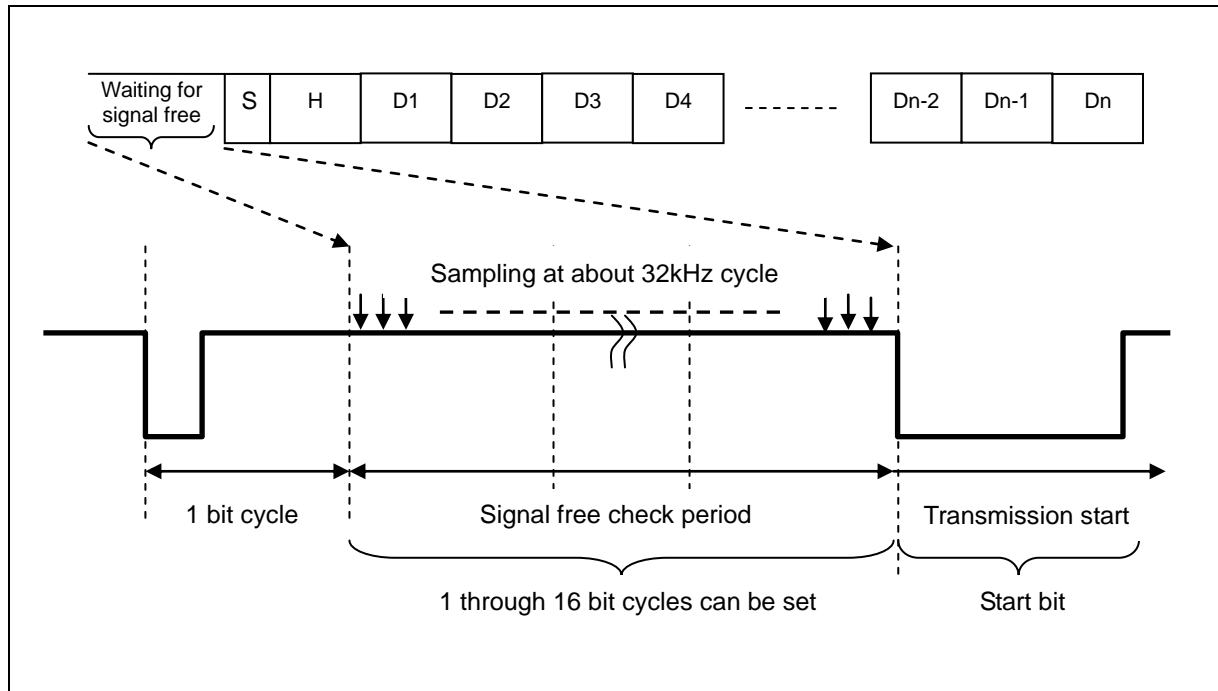 Waiting for
signal free
S H D1 D2 D3 D4 Dn-2 Dn-1 Dn
Sampling at about 32kHz cycle
1 bit cycle Signal free check period Transmission start
1 through 16 bit cycles can be set Start bit